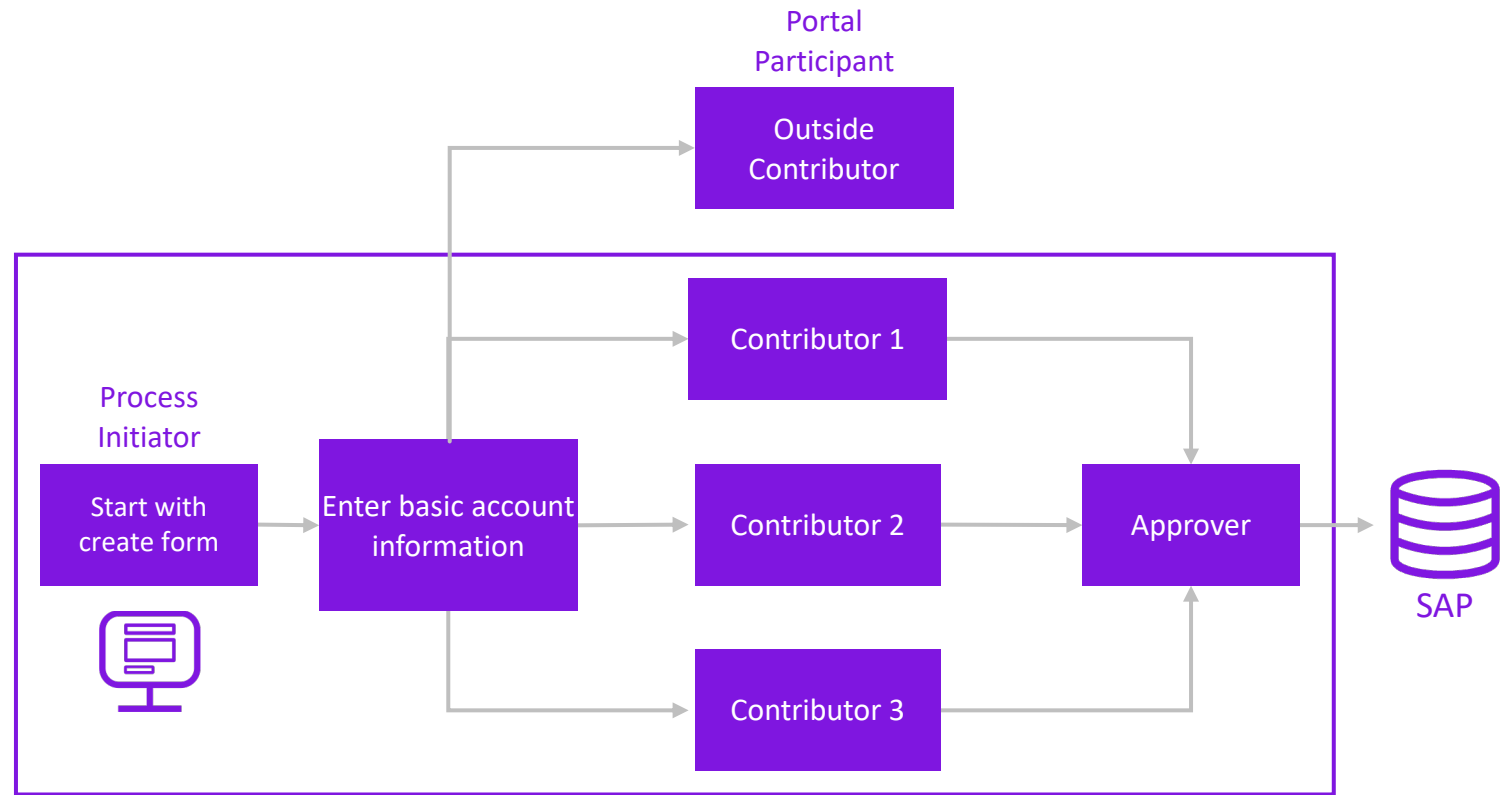 Portal
Participant
Outside
Contributor
Contributor 1
Process
Initiator
Start with
create form
Enter basic account
information
Contributor 2
Approver
SAP
Contributor 3